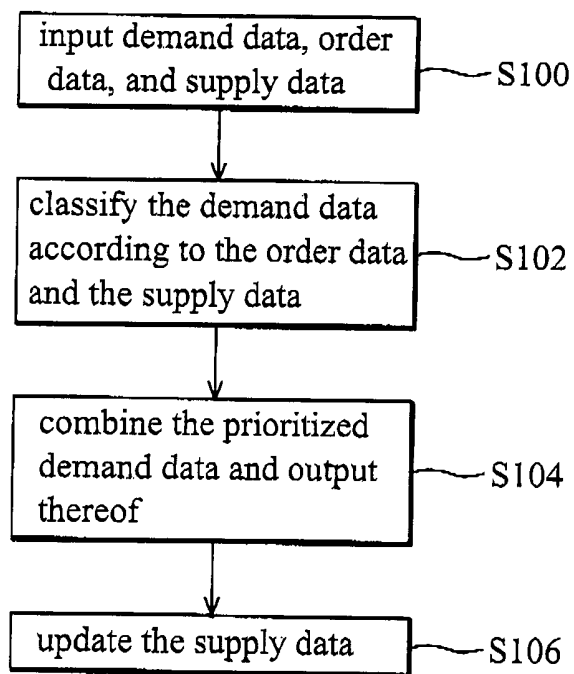 input demand data, order
data, and supply data
S100
classify the demand data
according to the order data
and the supply data
S102
combine the prioritized
demand data and output
thereof
S104
update the supply data
S106